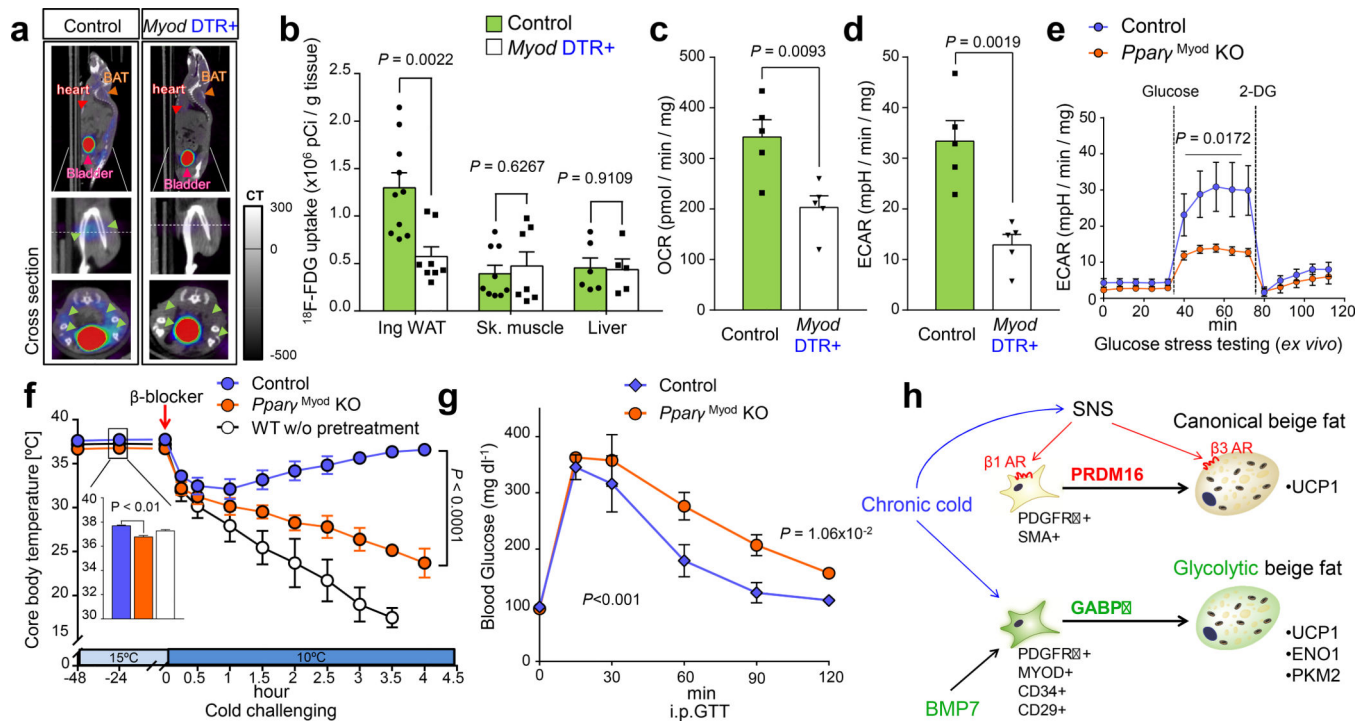 a
Control
Myod DTR+
BAT
heart
Bladder
BAT
heart
Bladder
Cross section
CT
300
0
-500
b
Control
Myod DTR+
¹⁸F-FDG uptake (x10⁶ pCi / g tissue)
2.5
2.0
1.5
1.0
0.5
0.0
P = 0.0022
P = 0.6267
P = 0.9109
Ing WAT
Sk. muscle
Liver
c
P = 0.0093
OCR (pmol / min / mg)
500
400
300
200
100
0
Control
Myod
DTR+
d
P = 0.0019
ECAR (mpH / min / mg)
50
40
30
20
10
0
Control
Myod
DTR+
e
Control
Pparγ Myod KO
Glucose
2-DG
P = 0.0172
ECAR (mpH / min / mg)
50
40
30
20
10
0
0
20
40
60
80
100
120
min
Glucose stress testing (ex vivo)
f
Control
Pparγ Myod KO
WT w/o pretreatment
β-blocker
Core body temperature [ºC]
40
35
30
25
20
15
0
P < 0.01
40
38
36
34
32
30
P < 0.0001
15ºC
10ºC
-48
-24
0
0.5
1
1.5
2
2.5
3
3.5
4
4.5
hour
Cold challenging
g
Control
Pparγ Myod KO
Blood Glucose (mg dl⁻¹)
400
300
200
100
0
P<0.001
P = 1.06x10⁻²
0
30
60
90
120
min
i.p.GTT
h
SNS
Canonical beige fat
β1 AR
β3 AR
PRDM16
•UCP1
Chronic cold
PDGFR□+
SMA+
Glycolytic beige fat
GABP□
•UCP1
•ENO1
•PKM2
PDGFR□+
MYOD+
CD34+
CD29+
BMP7